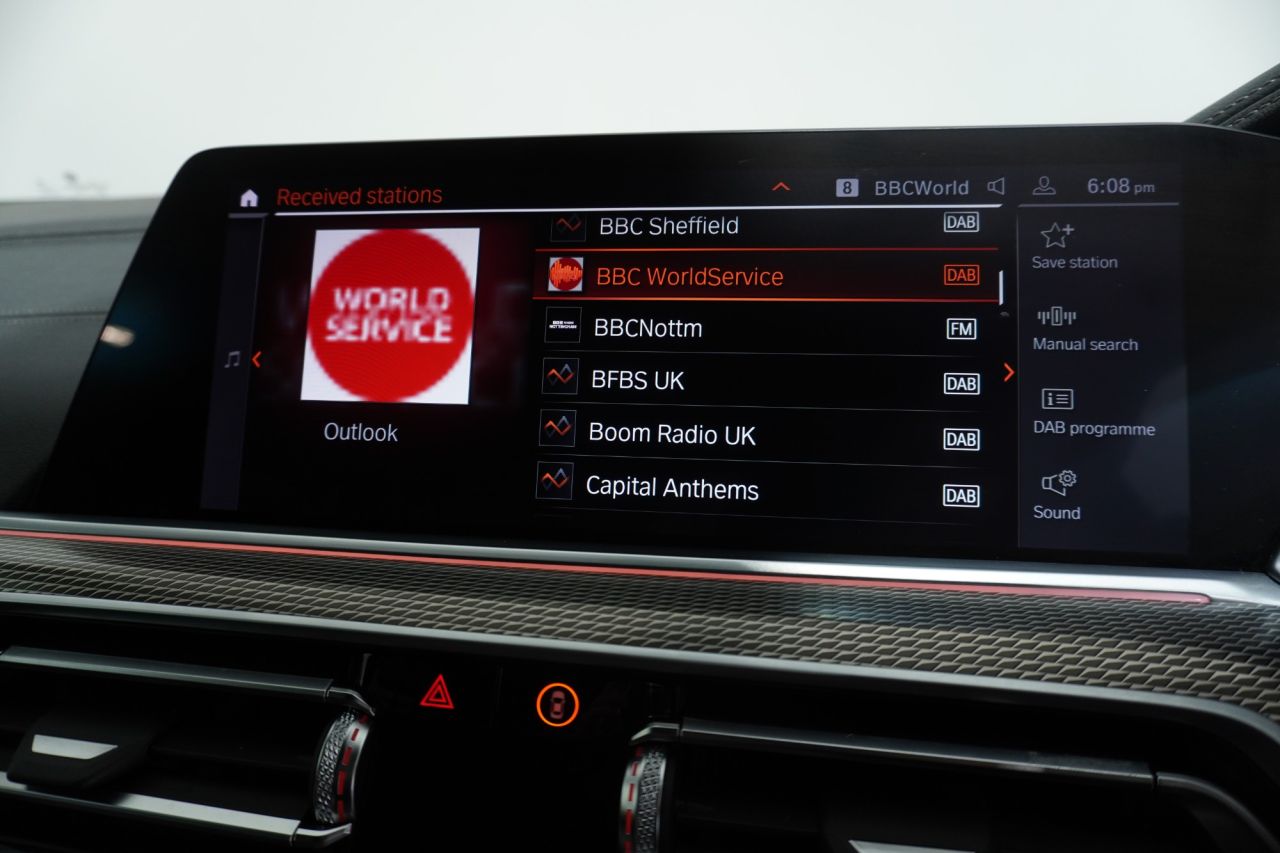 Received stations
8 BBCWorld
6:08 pm
WORLD
SERVICE
Outlook
BBC Sheffield DAB
BBC WorldService DAB
BBCNottm FM
BFBS UK DAB
Boom Radio UK DAB
Capital Anthems DAB
Save station
Manual search
DAB programme
Sound